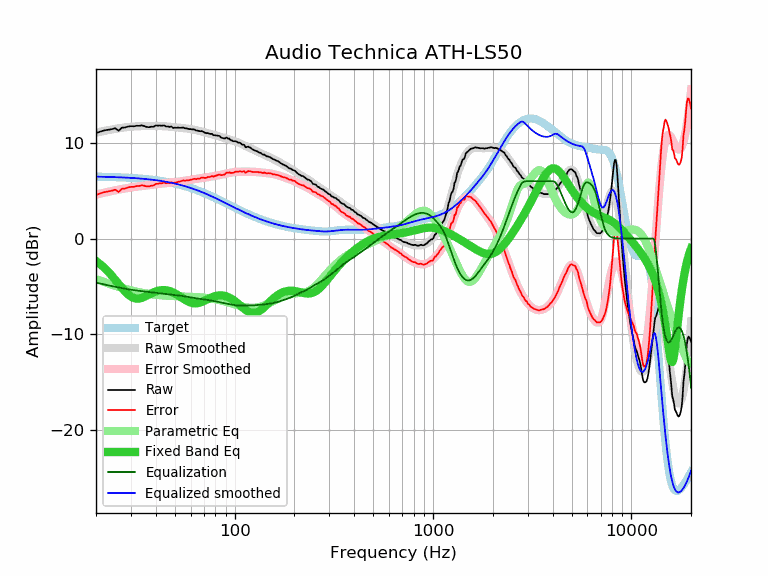 Audio Technica ATH-LS50
Amplitude (dBr)
10
0
−10
−20
Target
Raw Smoothed
Error Smoothed
Raw
Error
Parametric Eq
Fixed Band Eq
Equalization
Equalized smoothed
100 1000 10000
Frequency (Hz)